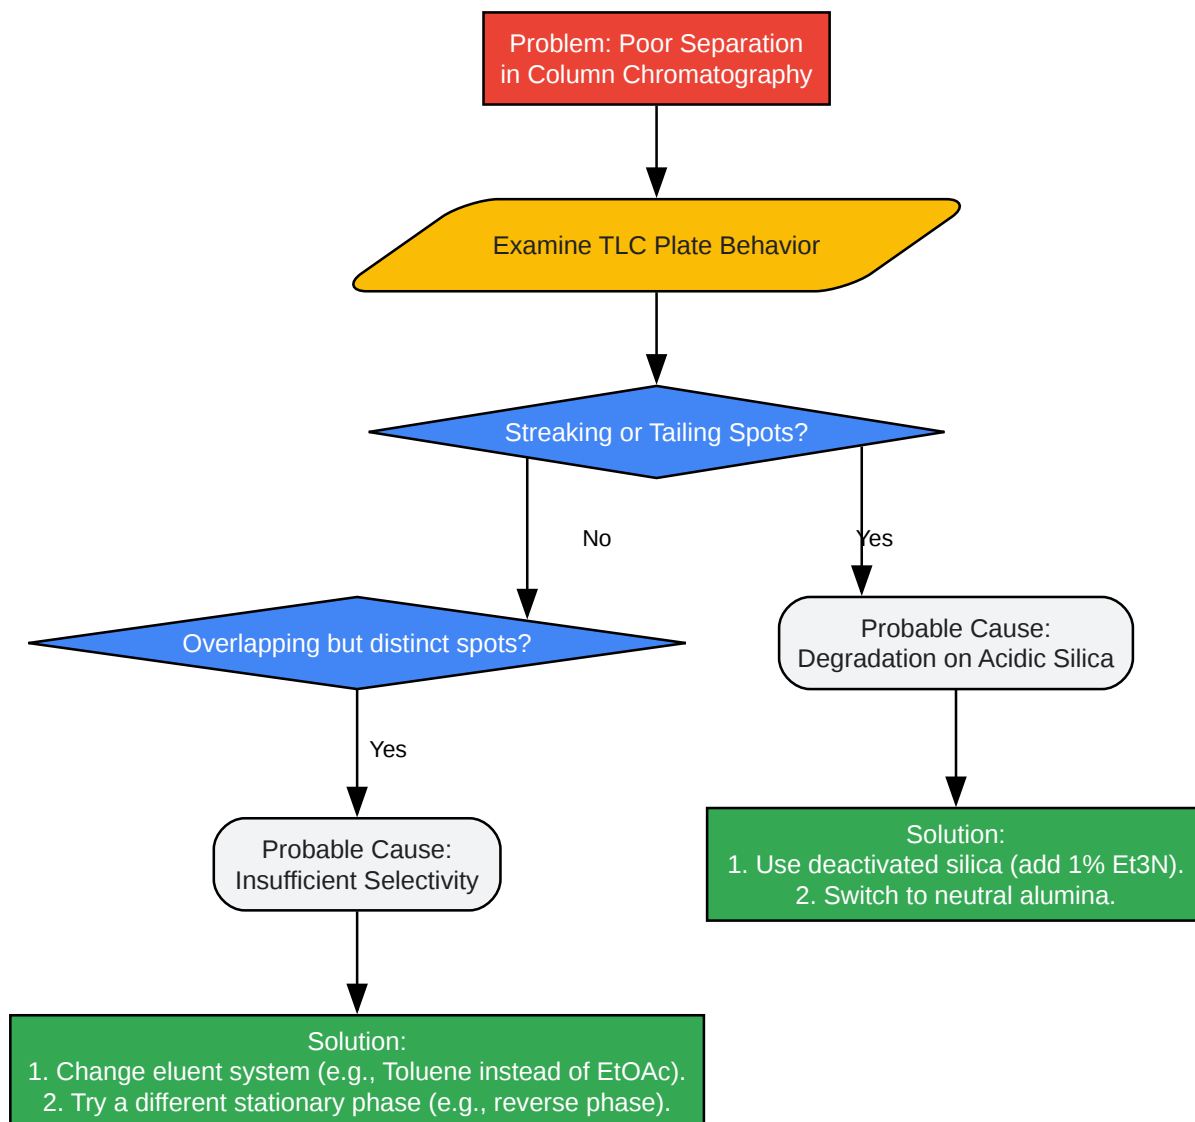 Problem: Poor Separation
in Column Chromatography
Examine TLC Plate Behavior
Streaking or Tailing Spots?
No
Yes
Overlapping but distinct spots?
Probable Cause:
Degradation on Acidic Silica
Yes
Probable Cause:
Insufficient Selectivity
Solution:
1. Use deactivated silica (add 1% Et3N).
2. Switch to neutral alumina.
Solution:
1. Change eluent system (e.g., Toluene instead of EtOAc).
2. Try a different stationary phase (e.g., reverse phase).